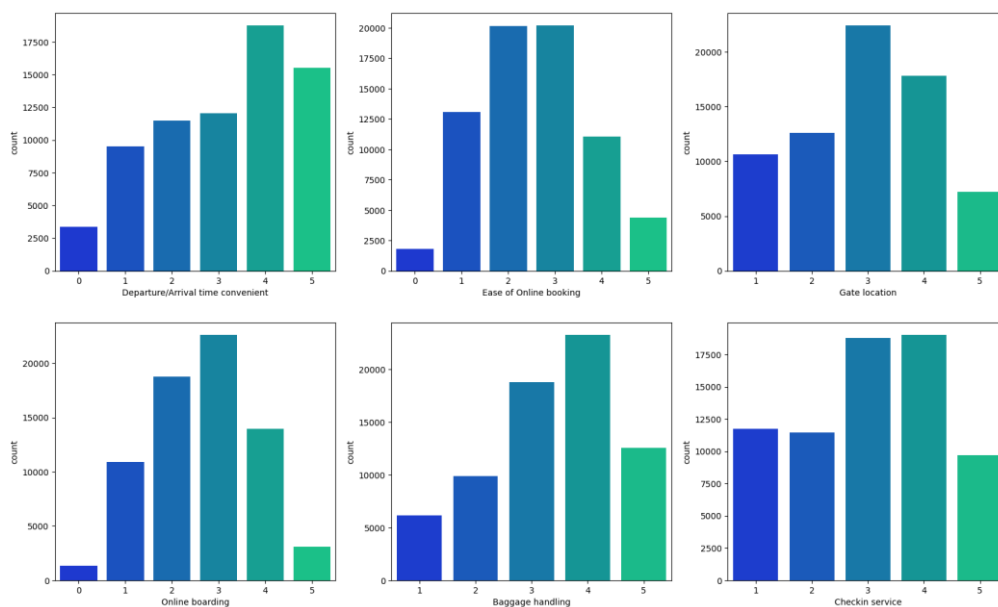 17500
15000
12500
10000
7500
5000
2500
0
count
0 1 2 3 4 5
Departure/Arrival time convenient
20000
17500
15000
12500
10000
7500
5000
2500
0
count
0 1 2 3 4 5
Ease of Online booking
20000
15000
10000
5000
0
count
1 2 3 4 5
Gate location
20000
15000
10000
5000
0
count
0 1 2 3 4 5
Online boarding
20000
15000
10000
5000
0
count
1 2 3 4 5
Baggage handling
17500
15000
12500
10000
7500
5000
2500
0
count
1 2 3 4 5
Checkin service